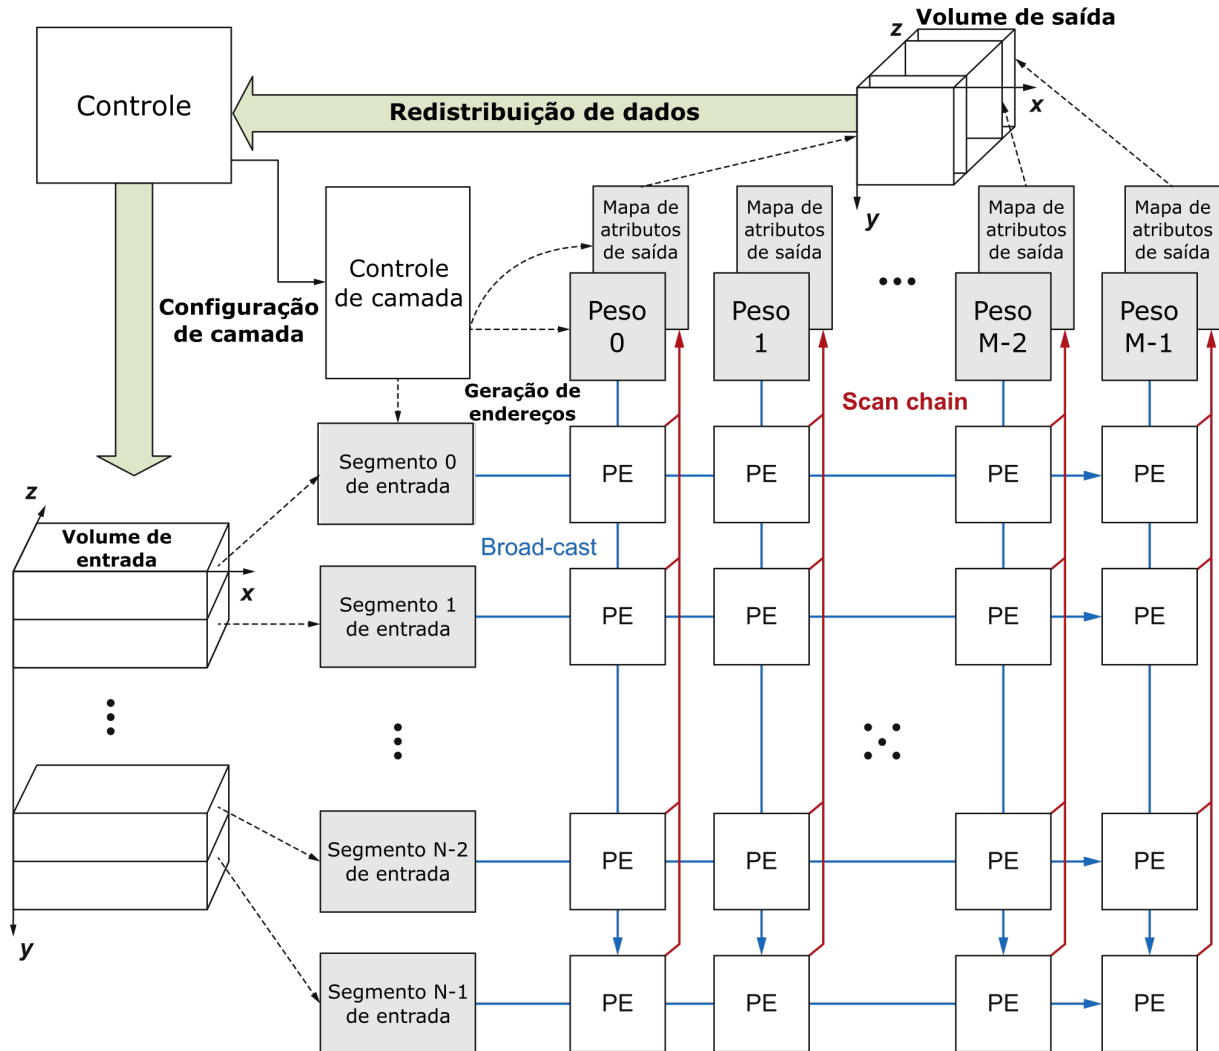 Volume de saída
z
x
y
Controle
Redistribuição de dados
Mapa de
atributos
de saída
Mapa de
atributos
de saída
Mapa de
atributos
de saída
Mapa de
atributos
de saída
Controle
de camada
Configuração
de camada
Peso
0
Peso
1
Peso
M-2
Peso
M-1
Geração de
endereços
Scan chain
Segmento 0
de entrada
PE
PE
PE
PE
z
Volume de
entrada
x
Broad-cast
Segmento 1
de entrada
PE
PE
PE
PE
Segmento N-2
de entrada
PE
PE
PE
PE
y
Segmento N-1
de entrada
PE
PE
PE
PE